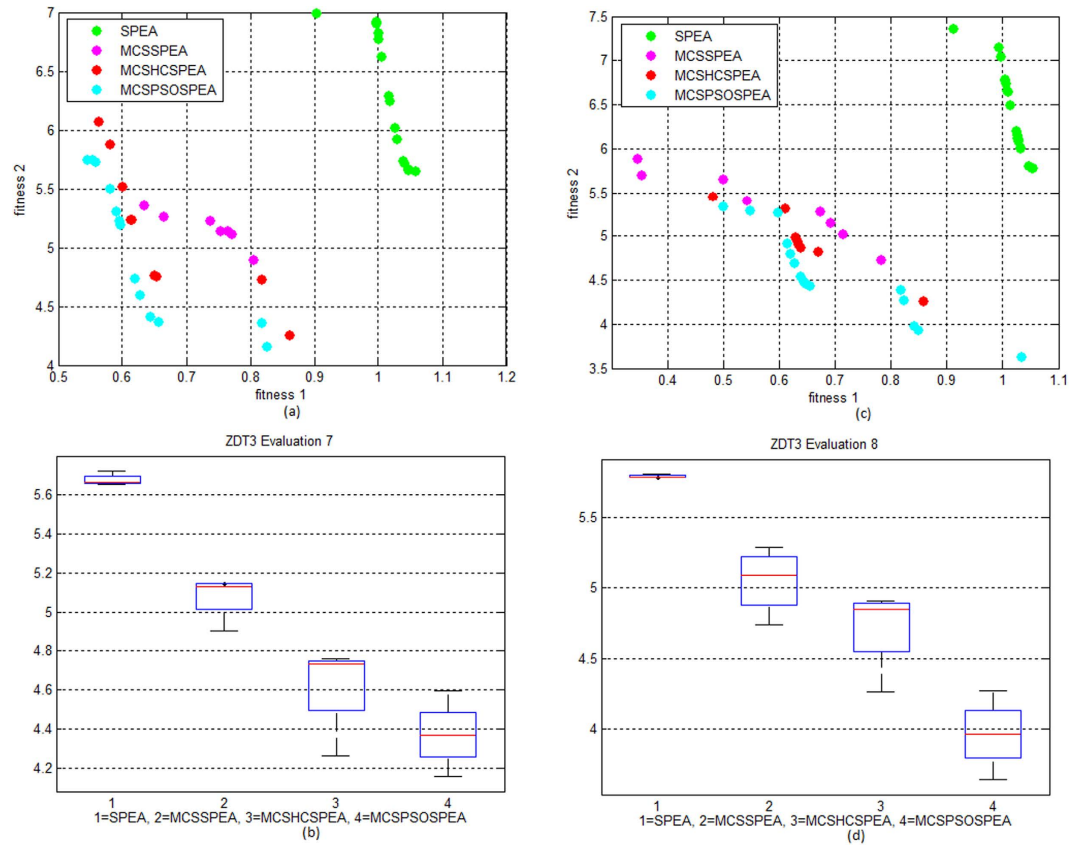 7
6.5
6
5.5
5
4.5
4
fitness 2
SPEA
MCSSPEA
MCSHCSPEA
MCSPSOSPEA
0.5 0.6 0.7 0.8 0.9 1 1.1 1.2
fitness 1
(a)
7.5
7
6.5
6
5.5
5
4.5
4
3.5
fitness 2
SPEA
MCSSPEA
MCSHCSPEA
MCSPSOSPEA
0.4 0.5 0.6 0.7 0.8 0.9 1 1.1
fitness 1
(c)
ZDT3 Evaluation 7
5.6
5.4
5.2
5
4.8
4.6
4.4
4.2
1 2 3 4
1=SPEA, 2=MCSSPEA, 3=MCSHCSPEA, 4=MCSPSOSPEA
(b)
ZDT3 Evaluation 8
5.5
5
4.5
4
1 2 3 4
1=SPEA, 2=MCSSPEA, 3=MCSHCSPEA, 4=MCSPSOSPEA
(d)